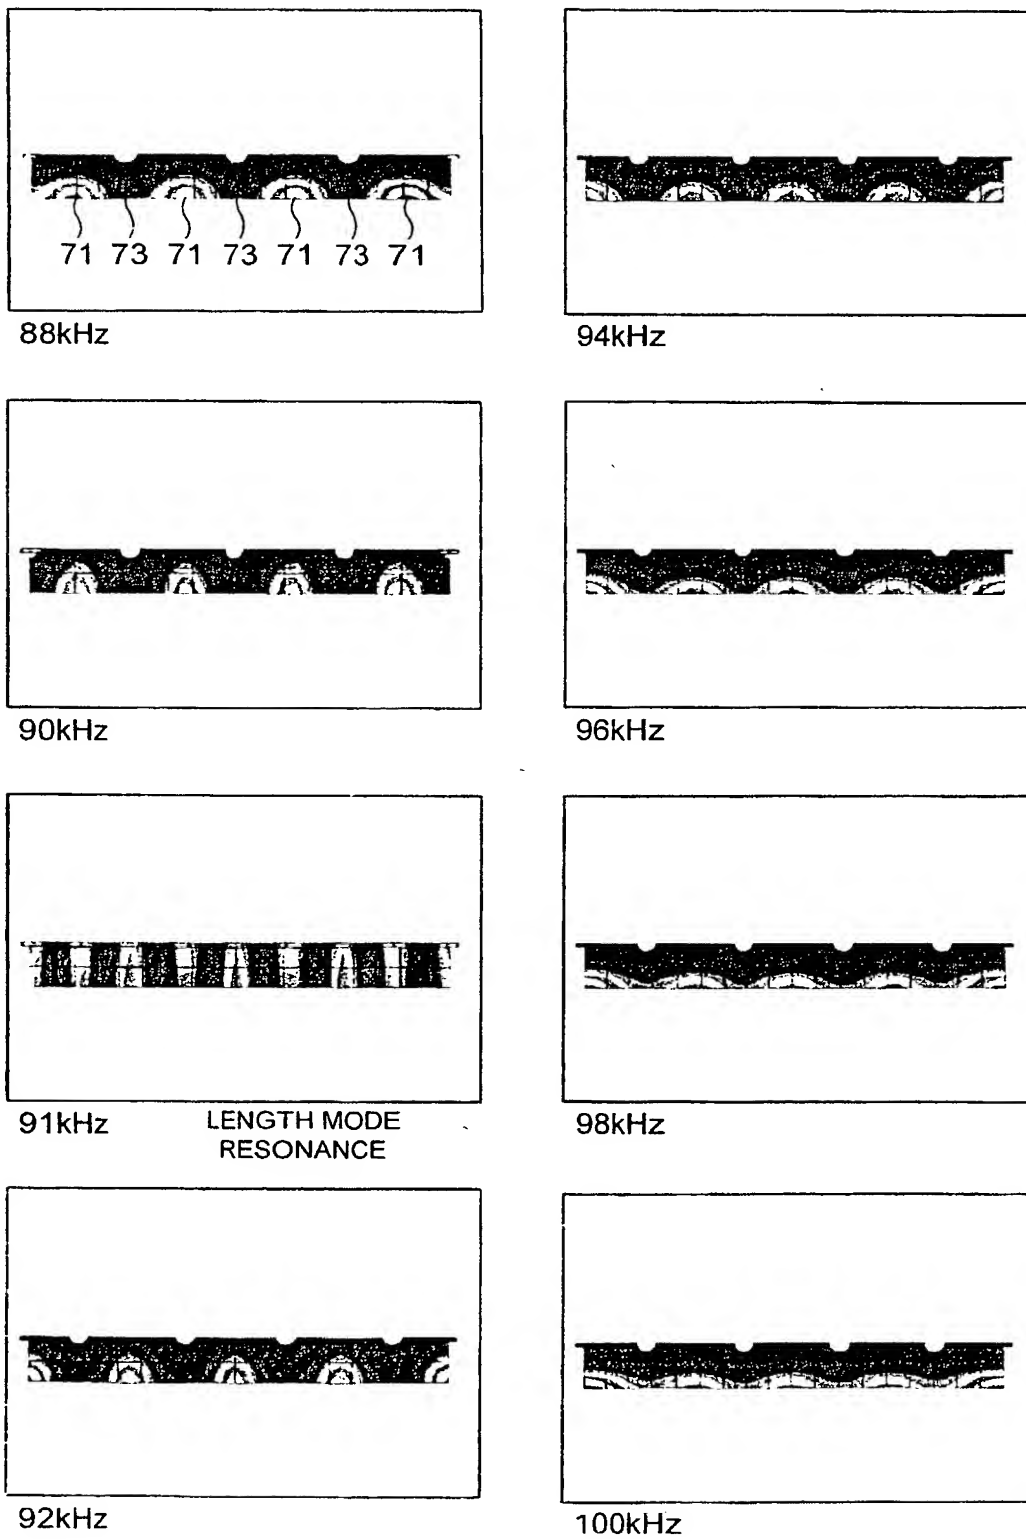 71 73 71 73 71 73 71
88kHz
94kHz
90kHz
96kHz
91kHz
LENGTH MODE
RESONANCE
98kHz
92kHz
100kHz